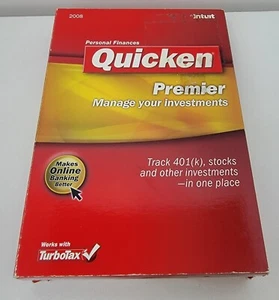 2008
intuit
Personal Finances
Quicken
Premier
Manage your investments
Makes
Online
Banking
Better
Track 401(k), stocks
and other investments
—in one place
Works with
TurboTax